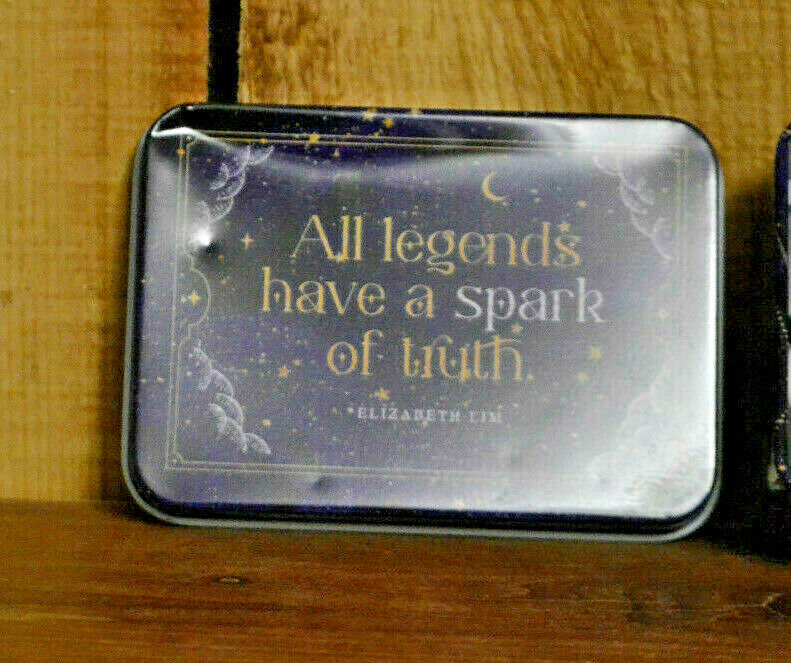 All legends
have a spark
of truth.
ELIZABETH LIM